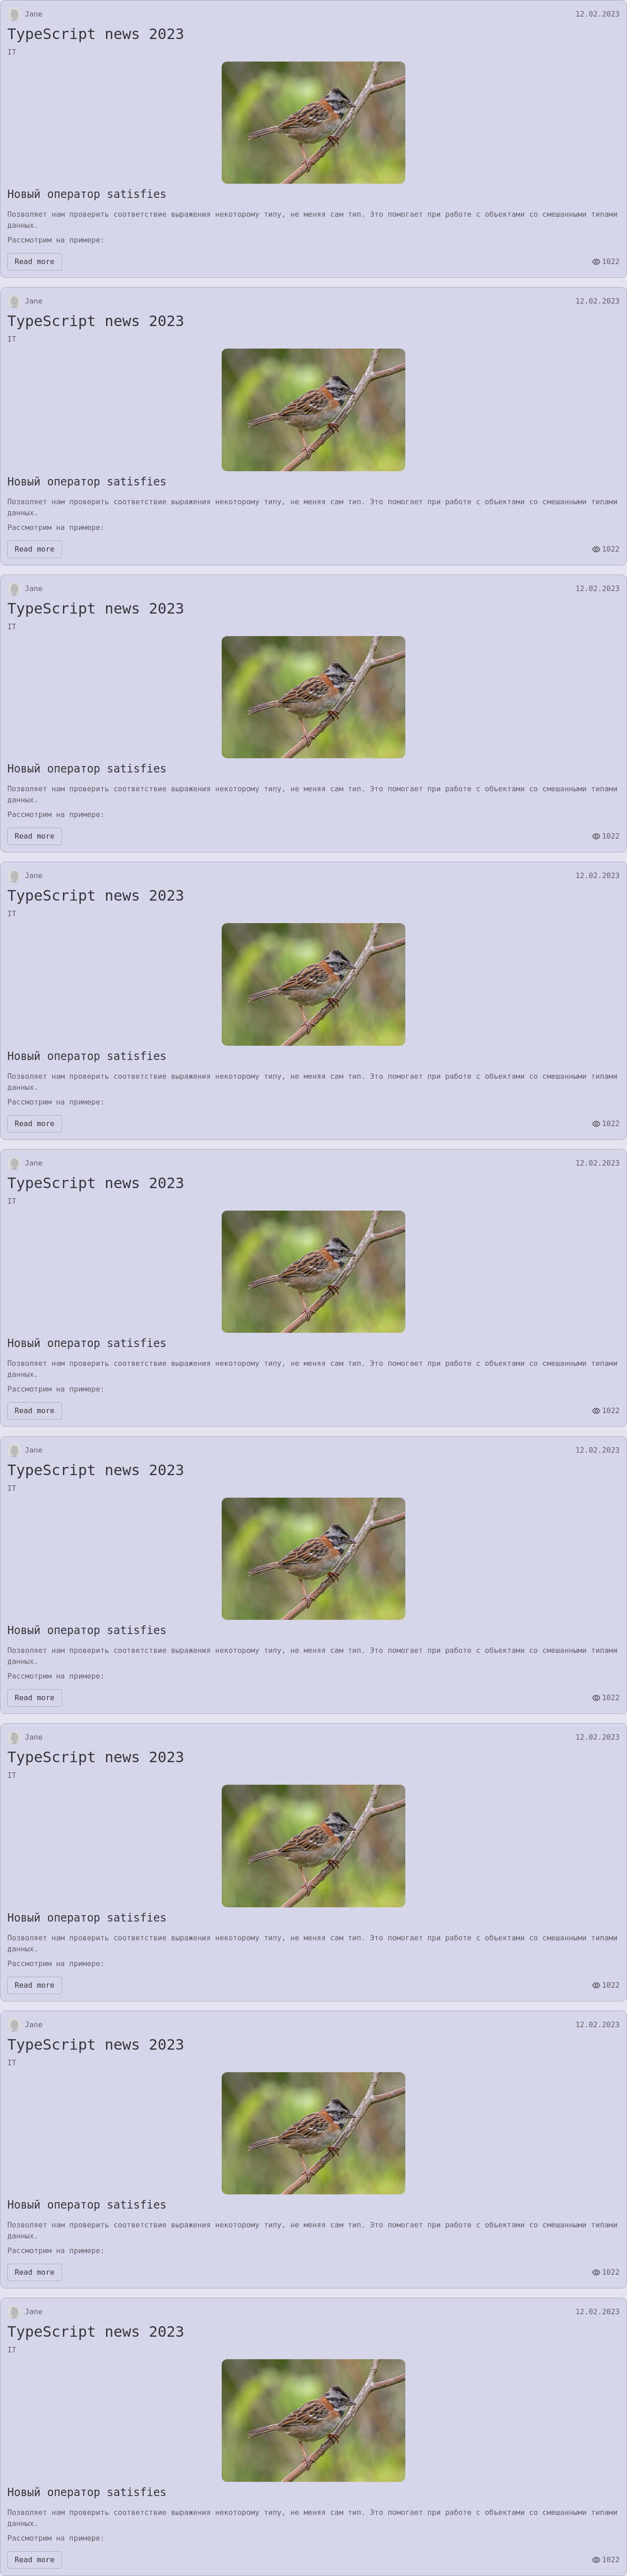 Jane 12.02.2023
TypeScript news 2023
IT
Новый оператор satisfies
Позволяет нам проверить соответствие выражения некоторому типу, не меняя сам тип. Это помогает при работе с объектами со смешанными типами
данных.
Рассмотрим на примере:
Read more 1022
Jane 12.02.2023
TypeScript news 2023
IT
Новый оператор satisfies
Позволяет нам проверить соответствие выражения некоторому типу, не меняя сам тип. Это помогает при работе с объектами со смешанными типами
данных.
Рассмотрим на примере:
Read more 1022
Jane 12.02.2023
TypeScript news 2023
IT
Новый оператор satisfies
Позволяет нам проверить соответствие выражения некоторому типу, не меняя сам тип. Это помогает при работе с объектами со смешанными типами
данных.
Рассмотрим на примере:
Read more 1022
Jane 12.02.2023
TypeScript news 2023
IT
Новый оператор satisfies
Позволяет нам проверить соответствие выражения некоторому типу, не меняя сам тип. Это помогает при работе с объектами со смешанными типами
данных.
Рассмотрим на примере:
Read more 1022
Jane 12.02.2023
TypeScript news 2023
IT
Новый оператор satisfies
Позволяет нам проверить соответствие выражения некоторому типу, не меняя сам тип. Это помогает при работе с объектами со смешанными типами
данных.
Рассмотрим на примере:
Read more 1022
Jane 12.02.2023
TypeScript news 2023
IT
Новый оператор satisfies
Позволяет нам проверить соответствие выражения некоторому типу, не меняя сам тип. Это помогает при работе с объектами со смешанными типами
данных.
Рассмотрим на примере:
Read more 1022
Jane 12.02.2023
TypeScript news 2023
IT
Новый оператор satisfies
Позволяет нам проверить соответствие выражения некоторому типу, не меняя сам тип. Это помогает при работе с объектами со смешанными типами
данных.
Рассмотрим на примере:
Read more 1022
Jane 12.02.2023
TypeScript news 2023
IT
Новый оператор satisfies
Позволяет нам проверить соответствие выражения некоторому типу, не меняя сам тип. Это помогает при работе с объектами со смешанными типами
данных.
Рассмотрим на примере:
Read more 1022
Jane 12.02.2023
TypeScript news 2023
IT
Новый оператор satisfies
Позволяет нам проверить соответствие выражения некоторому типу, не меняя сам тип. Это помогает при работе с объектами со смешанными типами
данных.
Рассмотрим на примере:
Read more 1022